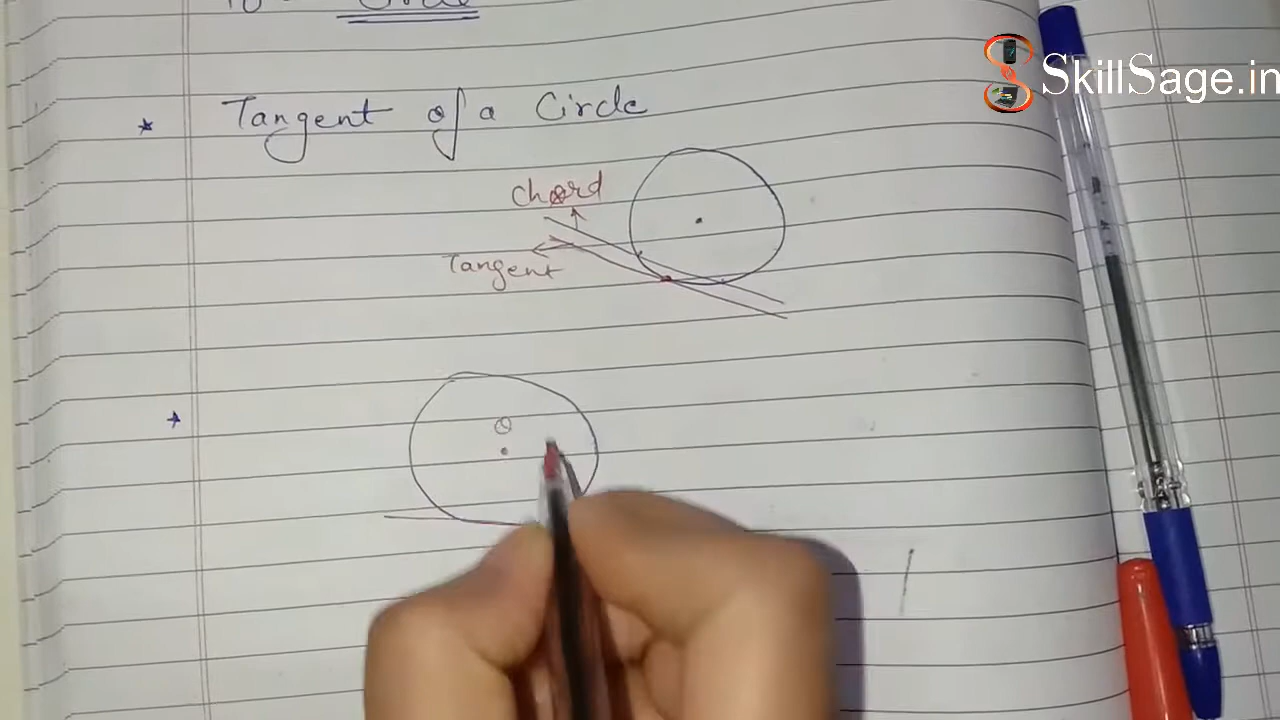 SkillSage.in
Tangent of a Circle
Chord
Tangent
O